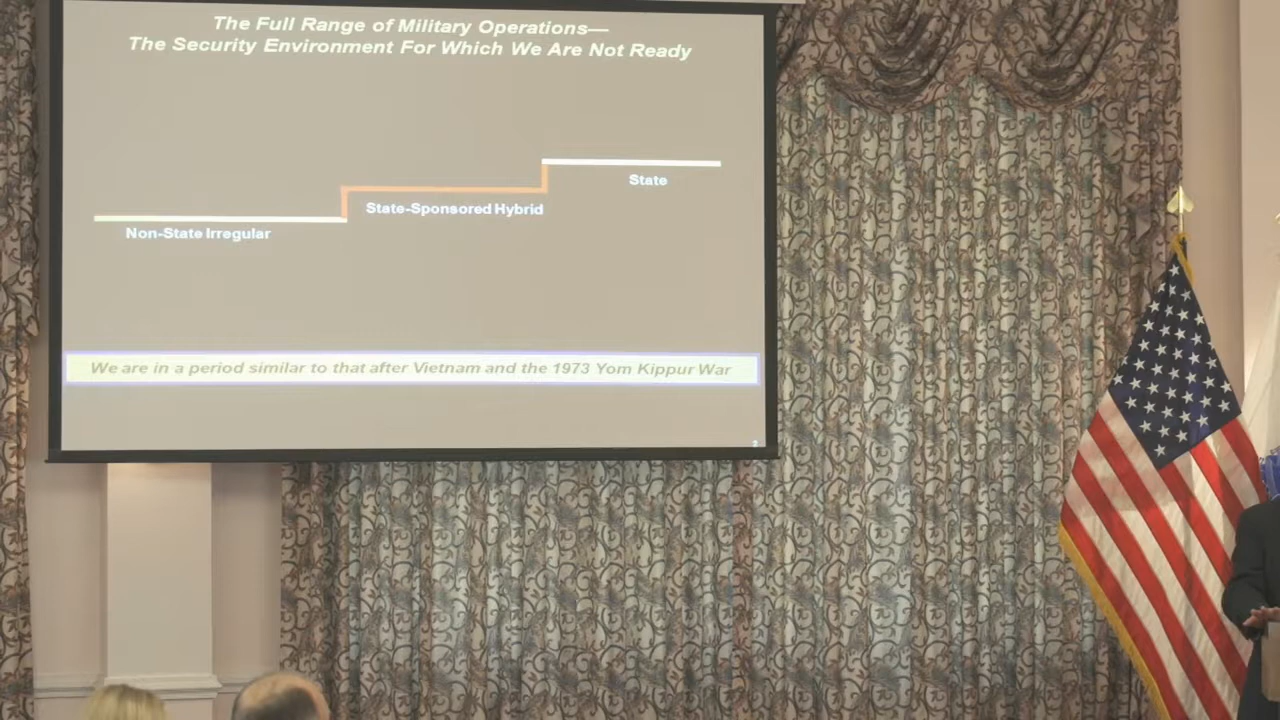 The Full Range of Military Operations—
The Security Environment For Which We Are Not Ready
State
State-Sponsored Hybrid
Non-State Irregular
We are in a period similar to that after Vietnam and the 1973 Yom Kippur War